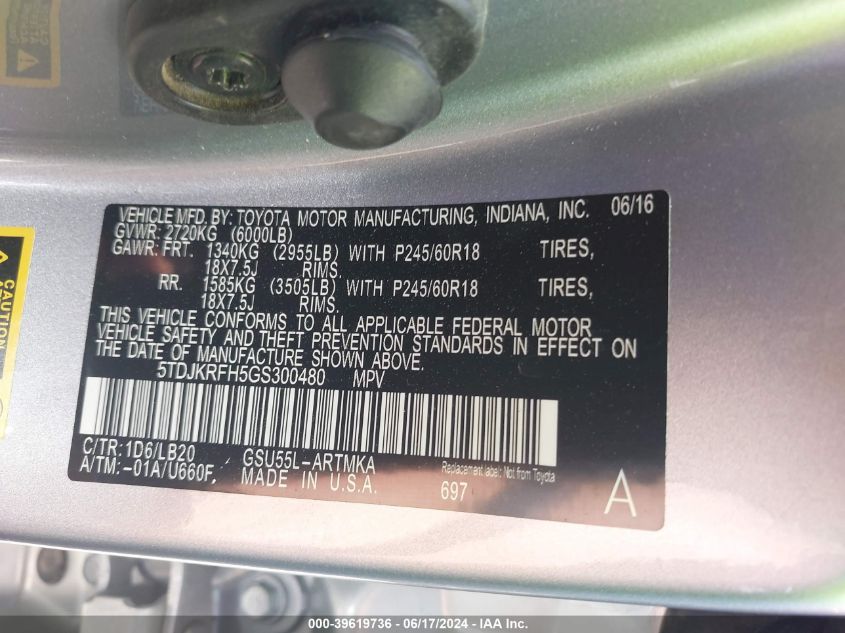 VEHICLE MFD. BY: TOYOTA MOTOR MANUFACTURING, INDIANA, INC. 06/16
GVWR: 2720KG (6000LB)
GAWR: FRT. 1340KG (2955LB) WITH P245/60R18 TIRES,
18X7.5J RIMS.
RR. 1585KG (3505LB) WITH P245/60R18 TIRES,
18X7.5J RIMS.
THIS VEHICLE CONFORMS TO ALL APPLICABLE FEDERAL MOTOR
VEHICLE SAFETY AND THEFT PREVENTION STANDARDS IN EFFECT ON
THE DATE OF MANUFACTURE SHOWN ABOVE.
5TDJKRFH5GS300480 MPV
C/TR: 1D6/LB20 GSU55L-ARTMKA Replacement label: Not from Toyota
A/TM: -01A/U660F, MADE IN U.S.A. 697 A
CAUTION
000-39619736 - 06/17/2024 - IAA Inc.